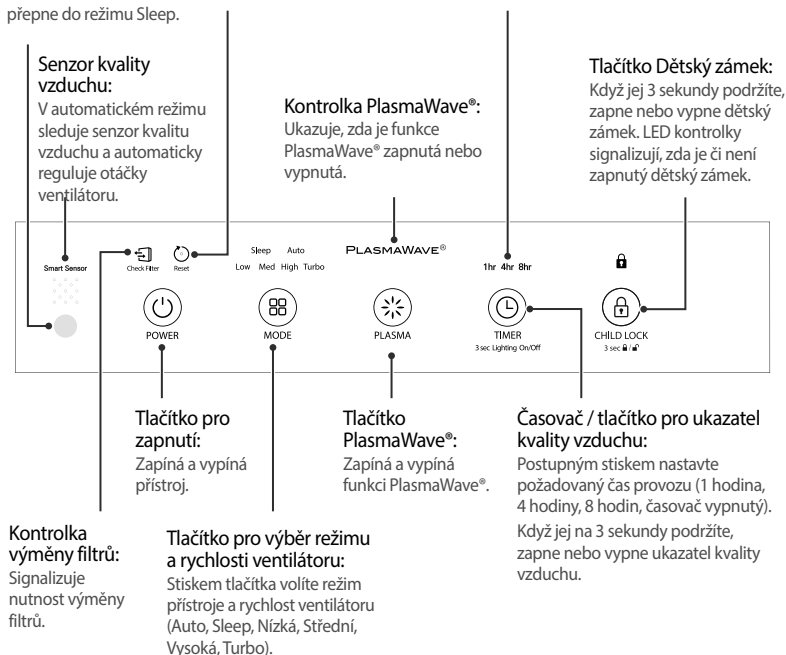 přepne do režimu Sleep.
Senzor kvality
vzduchu:
V automatickém režimu
sleduje senzor kvalitu
vzduchu a automaticky
reguluje otáčky
ventilátoru.
Kontrolka PlasmaWave®:
Ukazuje, zda je funkce
PlasmaWave® zapnutá nebo
vypnutá.
Tlačítko Dětský zámek:
Když jej 3 sekundy podržíte,
zapne nebo vypne dětský
zámek. LED kontrolky
signalizují, zda je či není
zapnutý dětský zámek.
Smart Sensor
Check Filter
Reset
Sleep Auto
Low Med High Turbo
PLASMAWAVE®
1hr 4hr 8hr
POWER
MODE
PLASMA
TIMER
3 sec Lighting On/Off
CHILD LOCK
3 sec /
Tlačítko pro
zapnutí:
Zapíná a vypíná
přístroj.
Tlačítko
PlasmaWave®:
Zapíná a vypíná
funkci PlasmaWave®.
Časovač / tlačítko pro ukazatel
kvality vzduchu:
Postupným stiskem nastavte
požadovaný čas provozu (1 hodina,
4 hodiny, 8 hodin, časovač vypnutý).
Když jej na 3 sekundy podržíte,
zapne nebo vypne ukazatel kvality
vzduchu.
Kontrolka
výměny filtrů:
Signalizuje
nutnost výměny
filtrů.
Tlačítko pro výběr režimu
a rychlosti ventilátoru:
Stiskem tlačítka volíte režim
přístroje a rychlost ventilátoru
(Auto, Sleep, Nízká, Střední,
Vysoká, Turbo).